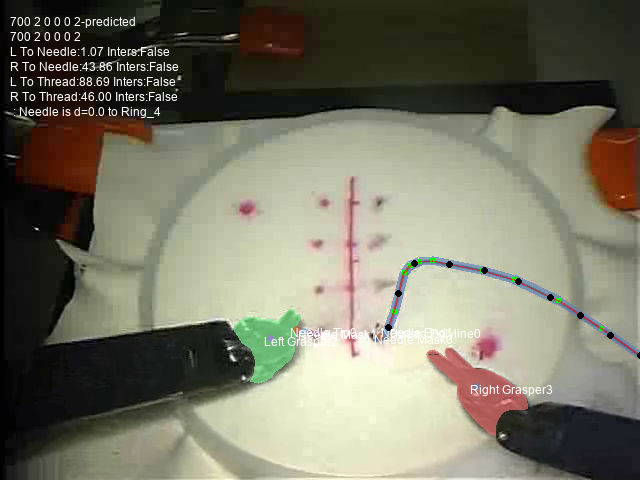 700 2 0 0 0 2-predicted
700 2 0 0 0 2
L To Needle:1.07 Inters:False
R To Needle:43.86 Inters:False
L To Thread:88.69 Inters:False
R To Thread:46.00 Inters:False
: Needle is d=0.0 to Ring_4
Right Grasper3